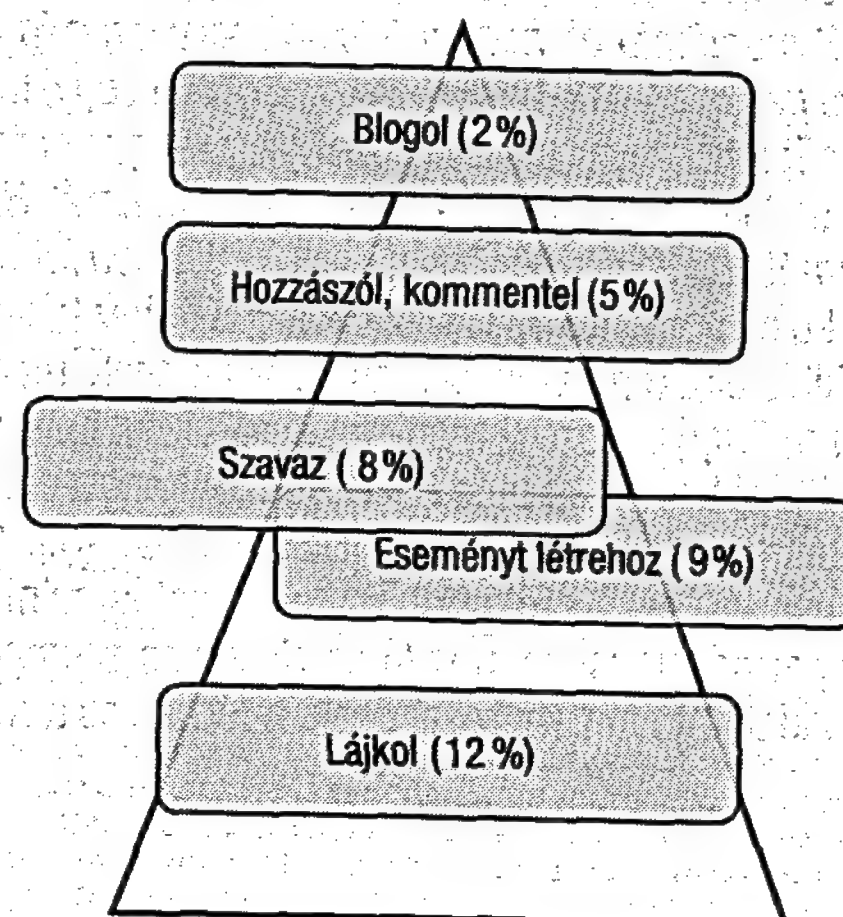 Blogol (2%)
Hozzászól, kommentel (5%)
Szavaz ( 8%)
Eseményt létrehoz ( 9%)
Lájkol (12%)